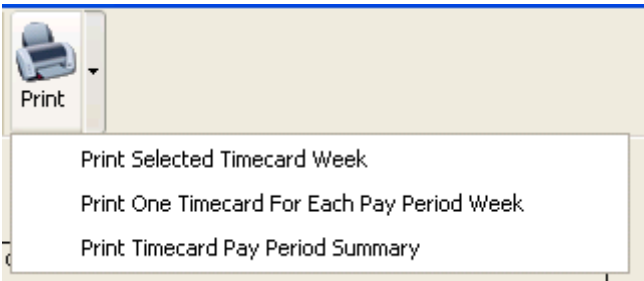 Print
Print Selected Timecard Week
Print One Timecard For Each Pay Period Week
Print Timecard Pay Period Summary